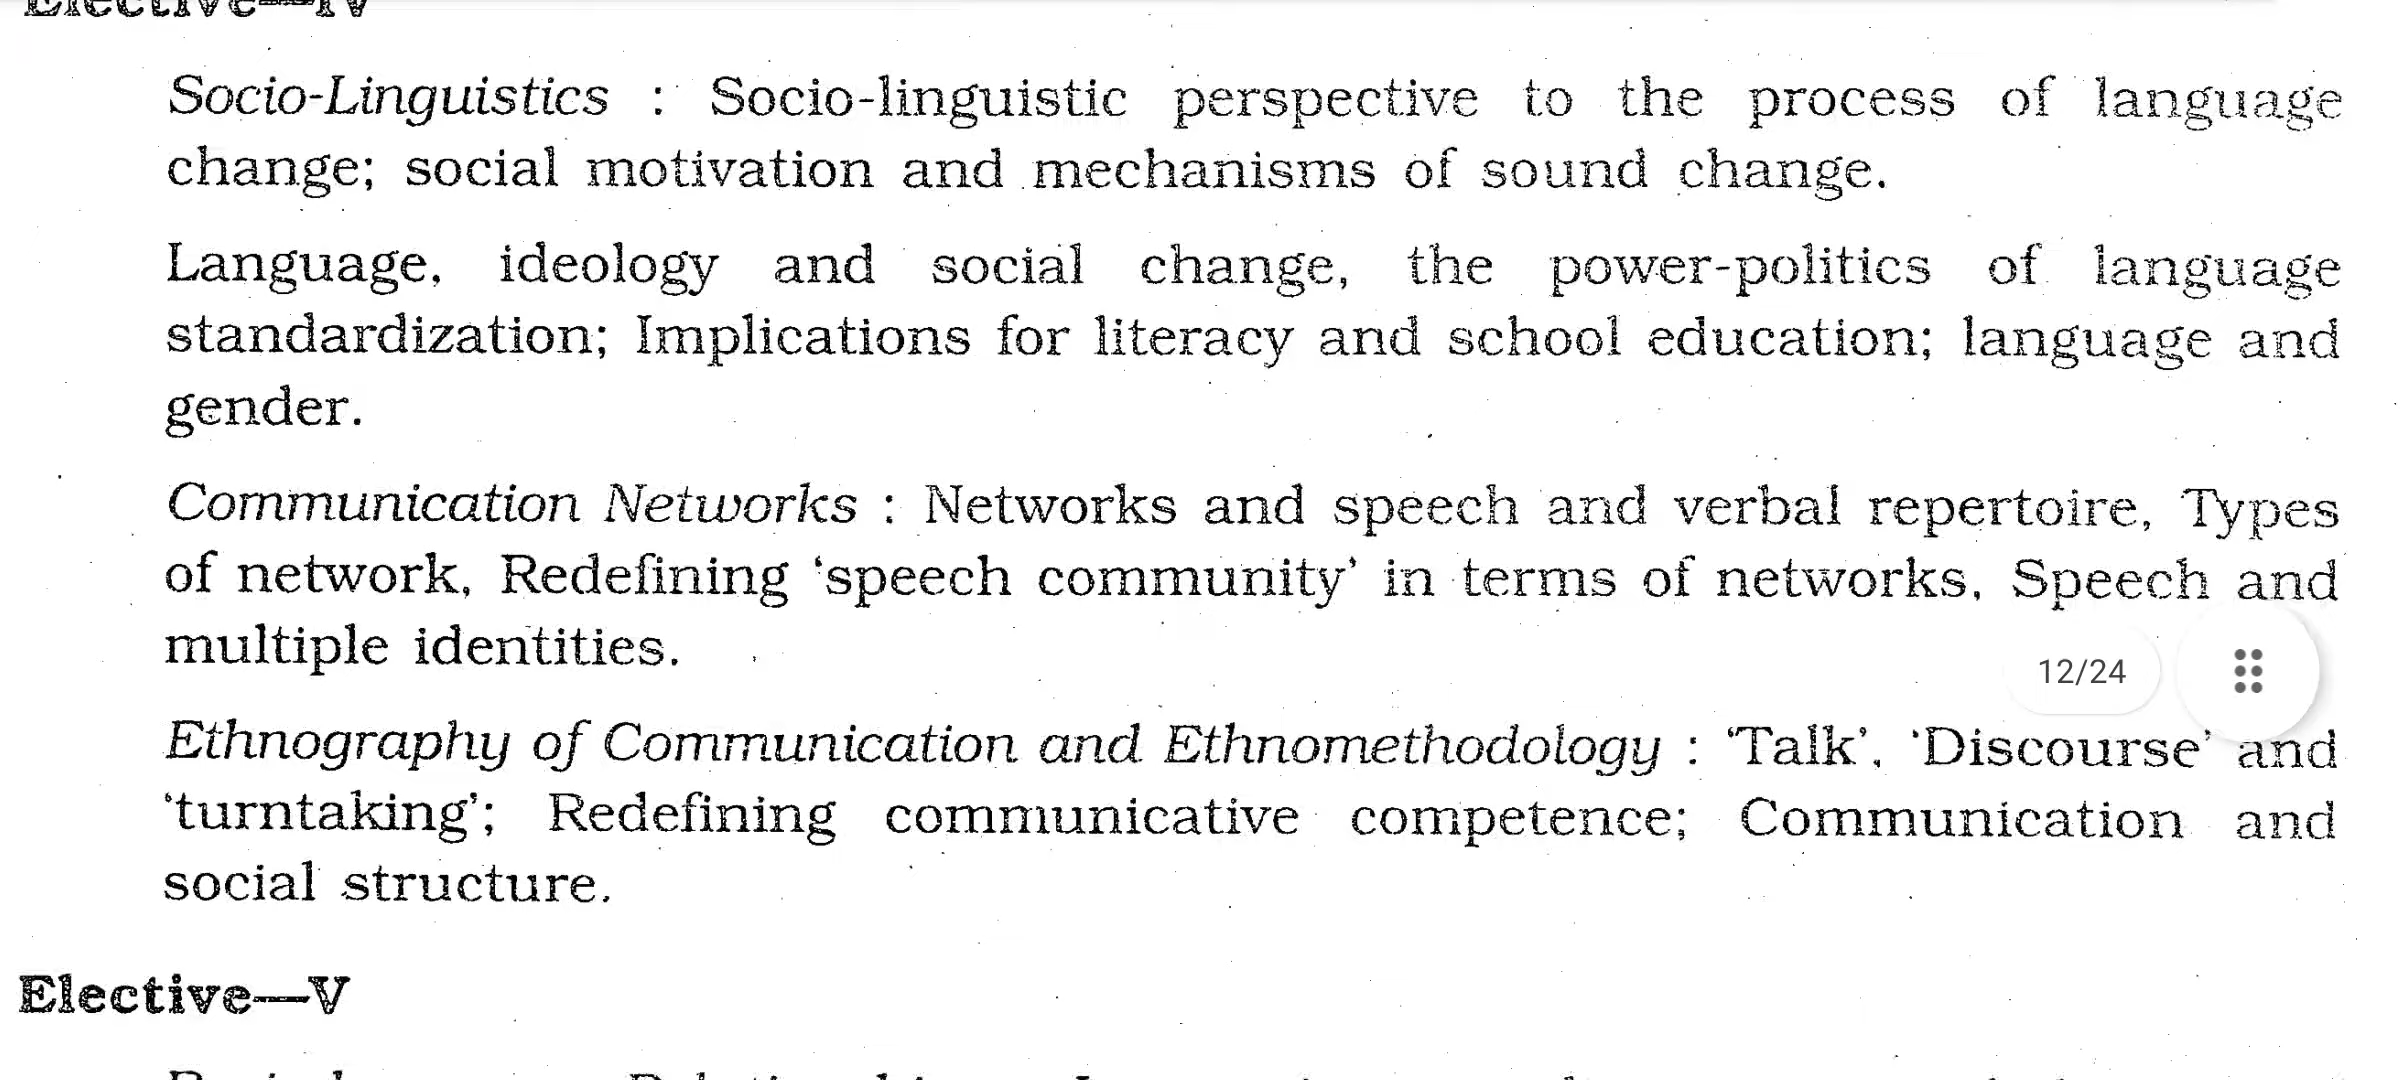 Elective—IV
Socio-Linguistics : Socio-linguistic perspective to the process of language
change; social motivation and mechanisms of sound change.
Language, ideology and social change, the power-politics of language
standardization; Implications for literacy and school education; language and
gender.
Communication Networks : Networks and speech and verbal repertoire, Types
of network, Redefining ‘speech community’ in terms of networks, Speech and
multiple identities.
12/24
Ethnography of Communication and Ethnomethodology : ‘Talk’, ‘Discourse’ and
‘turntaking’; Redefining communicative competence; Communication and
social structure.
Elective—V